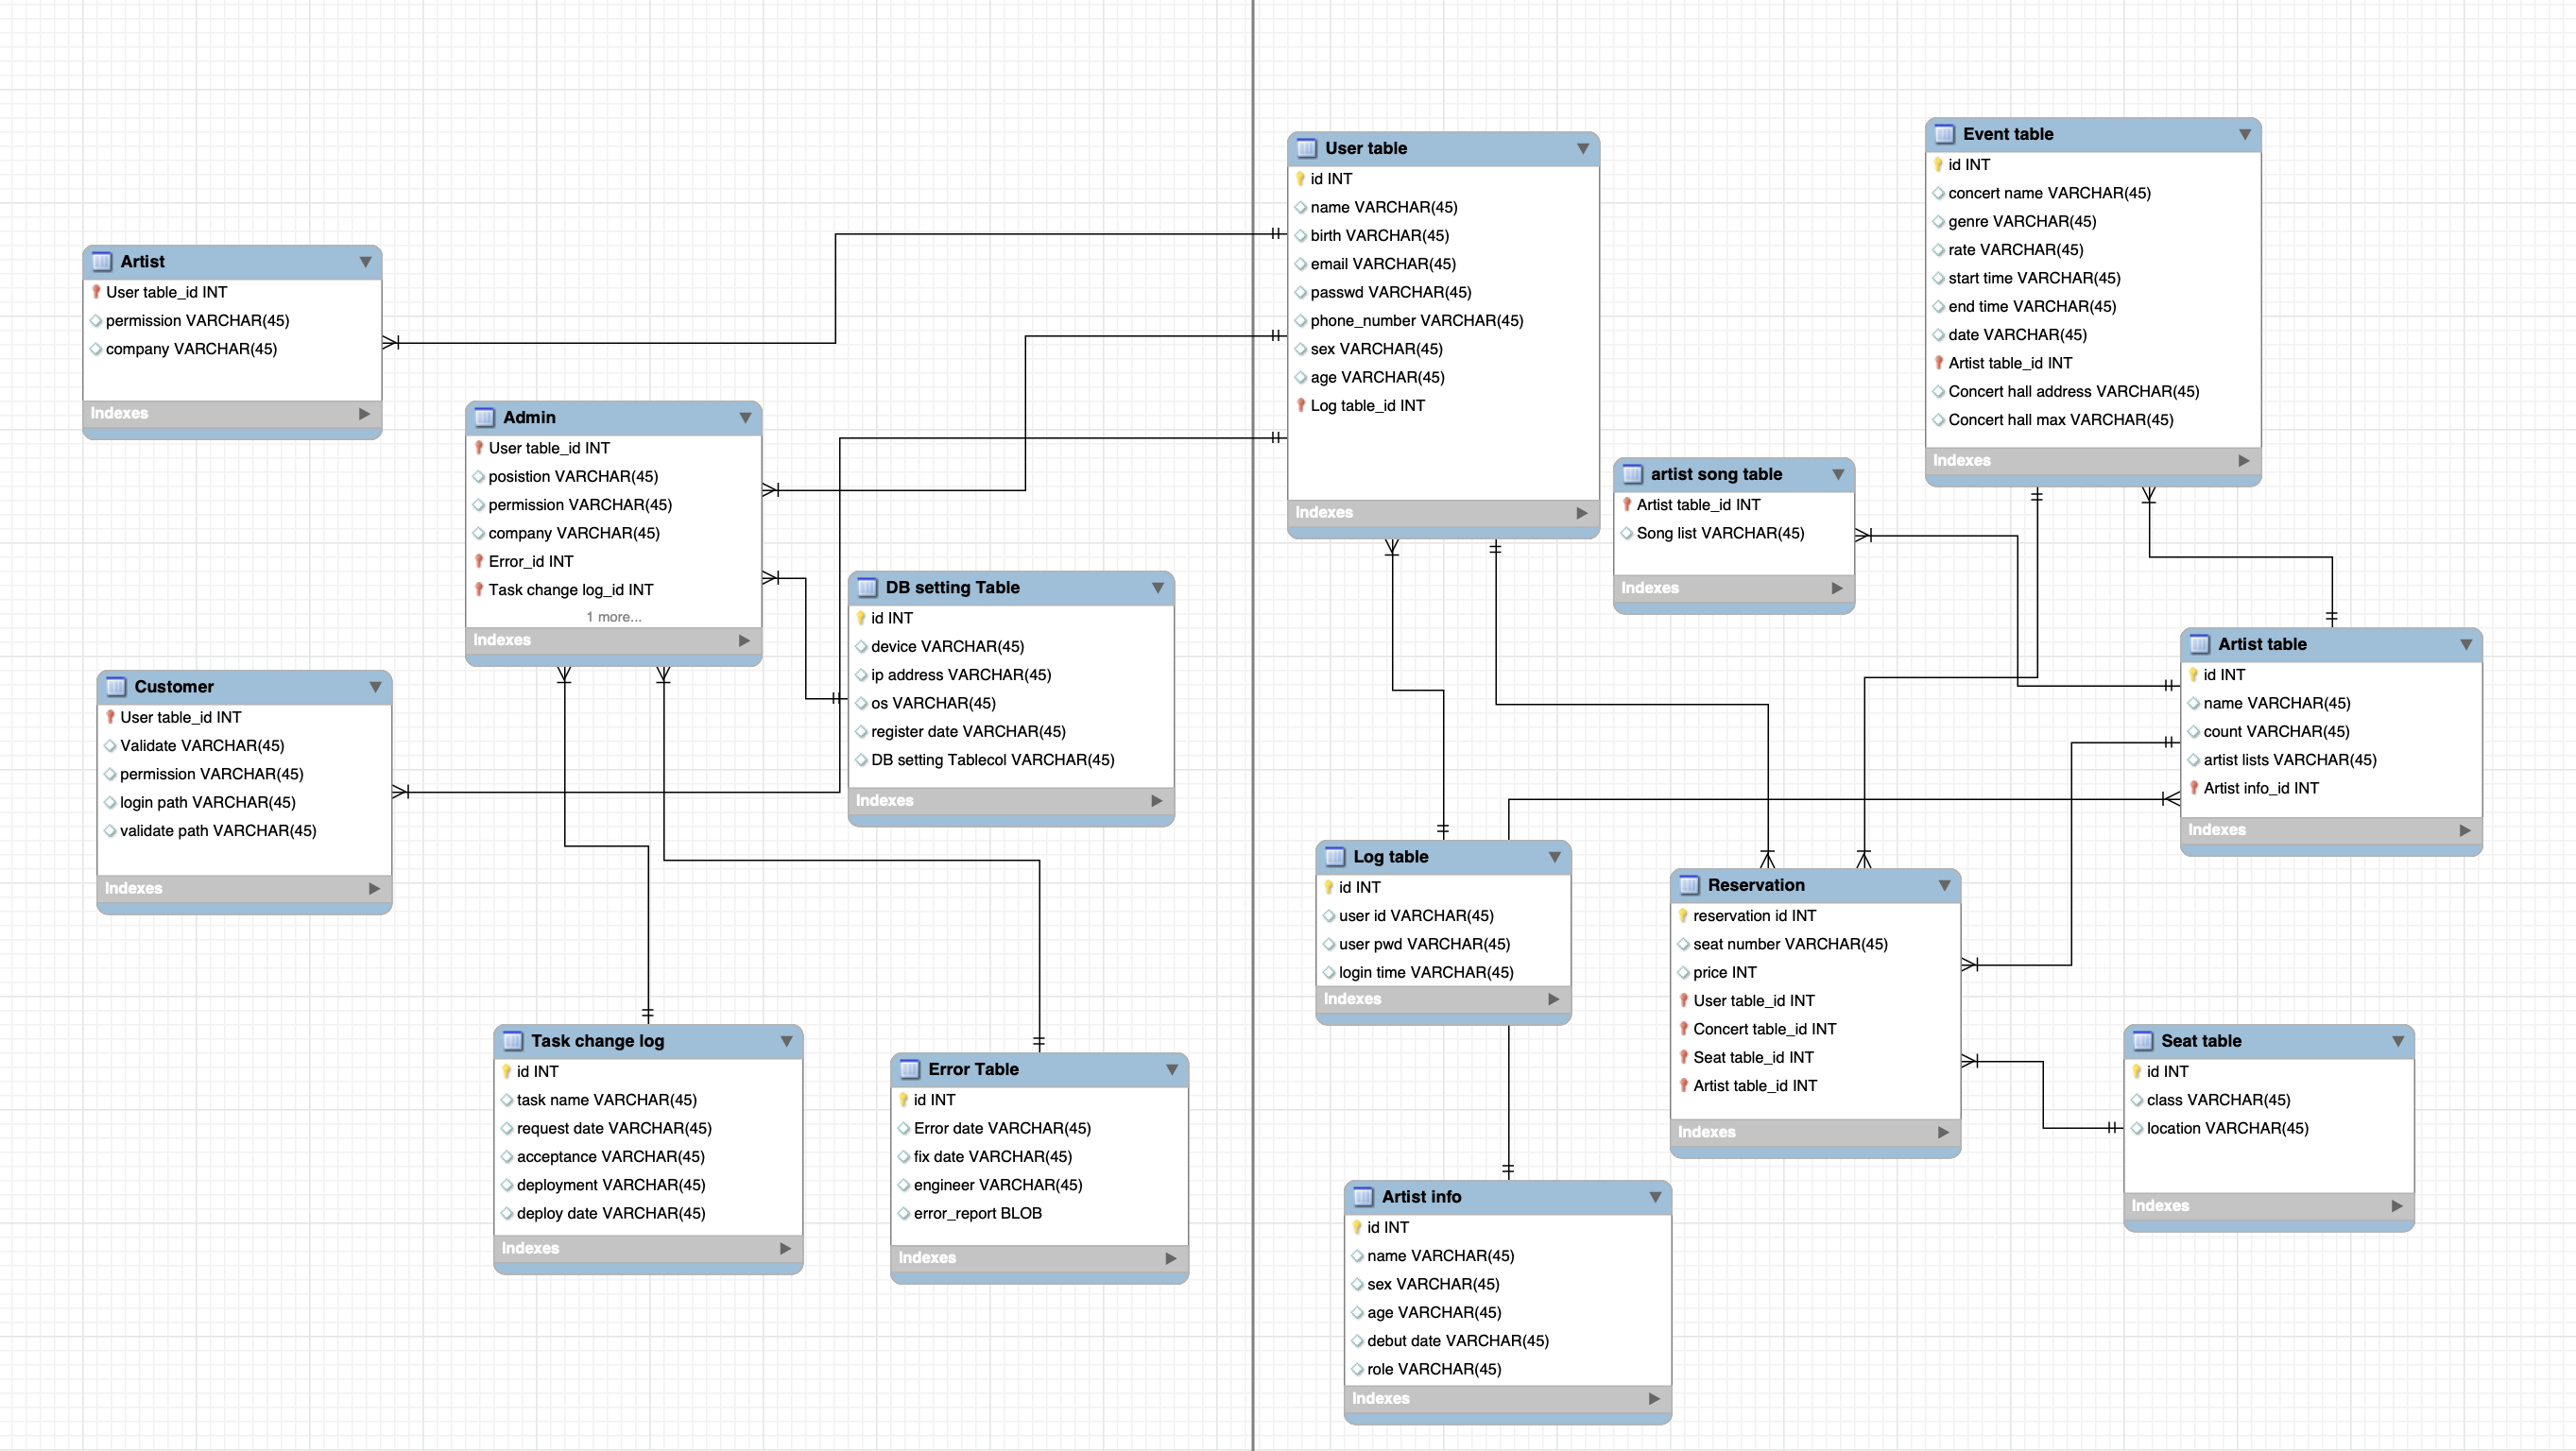 Artist
User table_id INT
permission VARCHAR(45)
company VARCHAR(45)
Indexes
Admin
User table_id INT
posistion VARCHAR(45)
permission VARCHAR(45)
company VARCHAR(45)
Error_id INT
Task change log_id INT
1 more...
Indexes
Customer
User table_id INT
Validate VARCHAR(45)
permission VARCHAR(45)
login path VARCHAR(45)
validate path VARCHAR(45)
Indexes
DB setting Table
id INT
device VARCHAR(45)
ip address VARCHAR(45)
os VARCHAR(45)
register date VARCHAR(45)
DB setting Tablecol VARCHAR(45)
Indexes
Task change log
id INT
task name VARCHAR(45)
request date VARCHAR(45)
acceptance VARCHAR(45)
deployment VARCHAR(45)
deploy date VARCHAR(45)
Indexes
Error Table
id INT
Error date VARCHAR(45)
fix date VARCHAR(45)
engineer VARCHAR(45)
error_report BLOB
Indexes
User table
id INT
name VARCHAR(45)
birth VARCHAR(45)
email VARCHAR(45)
passwd VARCHAR(45)
phone_number VARCHAR(45)
sex VARCHAR(45)
age VARCHAR(45)
Log table_id INT
Indexes
Event table
id INT
concert name VARCHAR(45)
genre VARCHAR(45)
rate VARCHAR(45)
start time VARCHAR(45)
end time VARCHAR(45)
date VARCHAR(45)
Artist table_id INT
Concert hall address VARCHAR(45)
Concert hall max VARCHAR(45)
Indexes
artist song table
Artist table_id INT
Song list VARCHAR(45)
Indexes
Artist table
id INT
name VARCHAR(45)
count VARCHAR(45)
artist lists VARCHAR(45)
Artist info_id INT
Indexes
Log table
id INT
user id VARCHAR(45)
user pwd VARCHAR(45)
login time VARCHAR(45)
Indexes
Reservation
reservation id INT
seat number VARCHAR(45)
price INT
User table_id INT
Concert table_id INT
Seat table_id INT
Artist table_id INT
Indexes
Seat table
id INT
class VARCHAR(45)
location VARCHAR(45)
Indexes
Artist info
id INT
name VARCHAR(45)
sex VARCHAR(45)
age VARCHAR(45)
debut date VARCHAR(45)
role VARCHAR(45)
Indexes